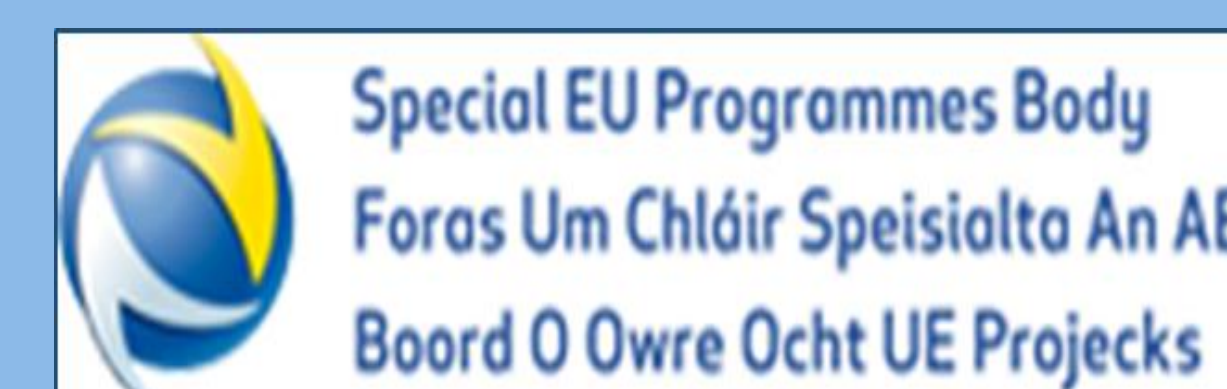 Special EU Programmes Body
Foras Um Chláir Speisialta An
Boord O Owre Ocht UE Projecks